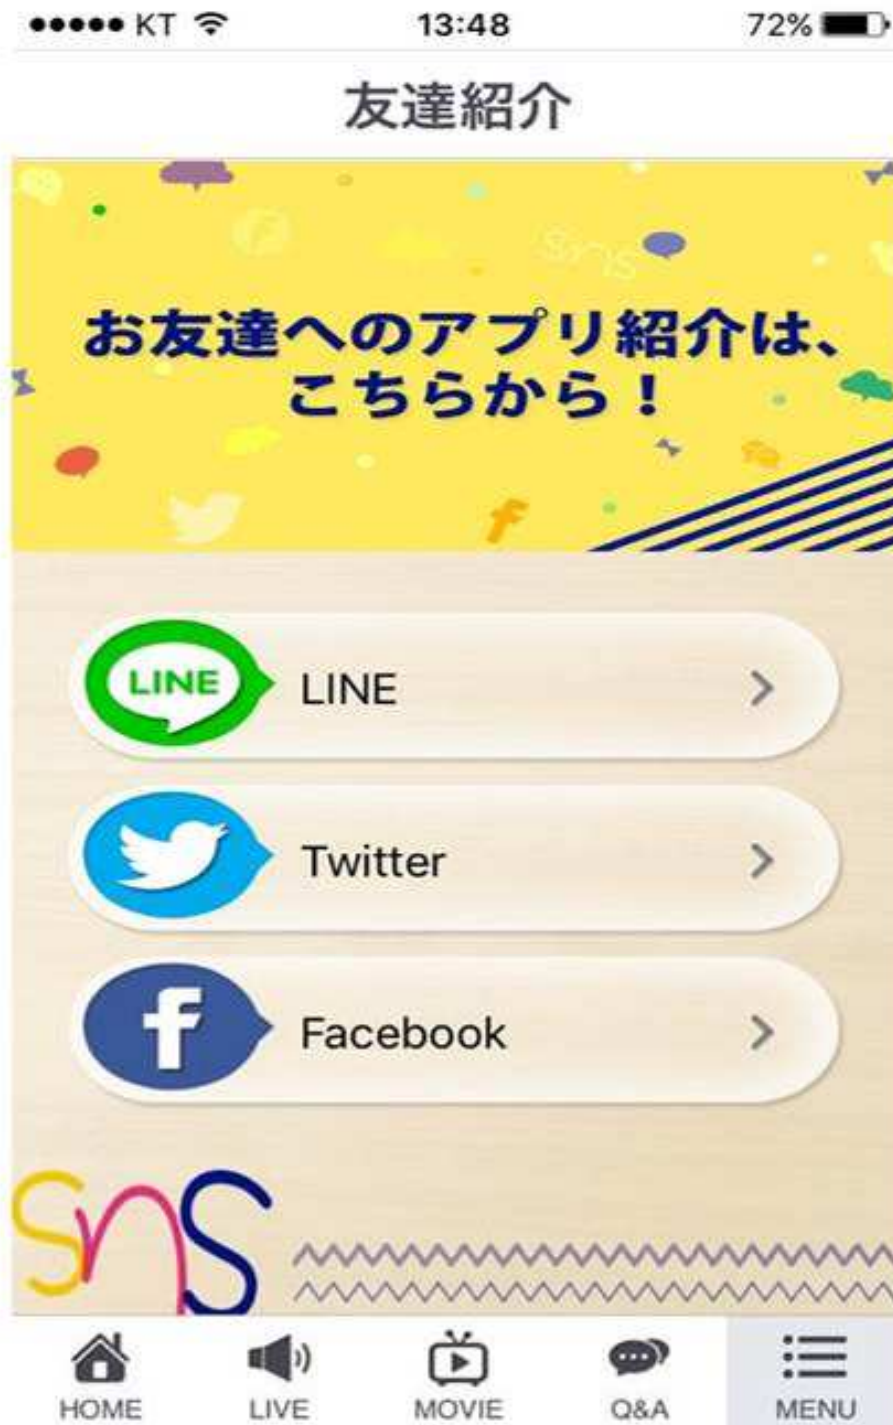 KT 13:48 72%
友達紹介
sns
お友達へのアプリ紹介は、
こちらから！
LINE LINE
Twitter
Facebook
sns
HOME LIVE MOVIE Q&A MENU